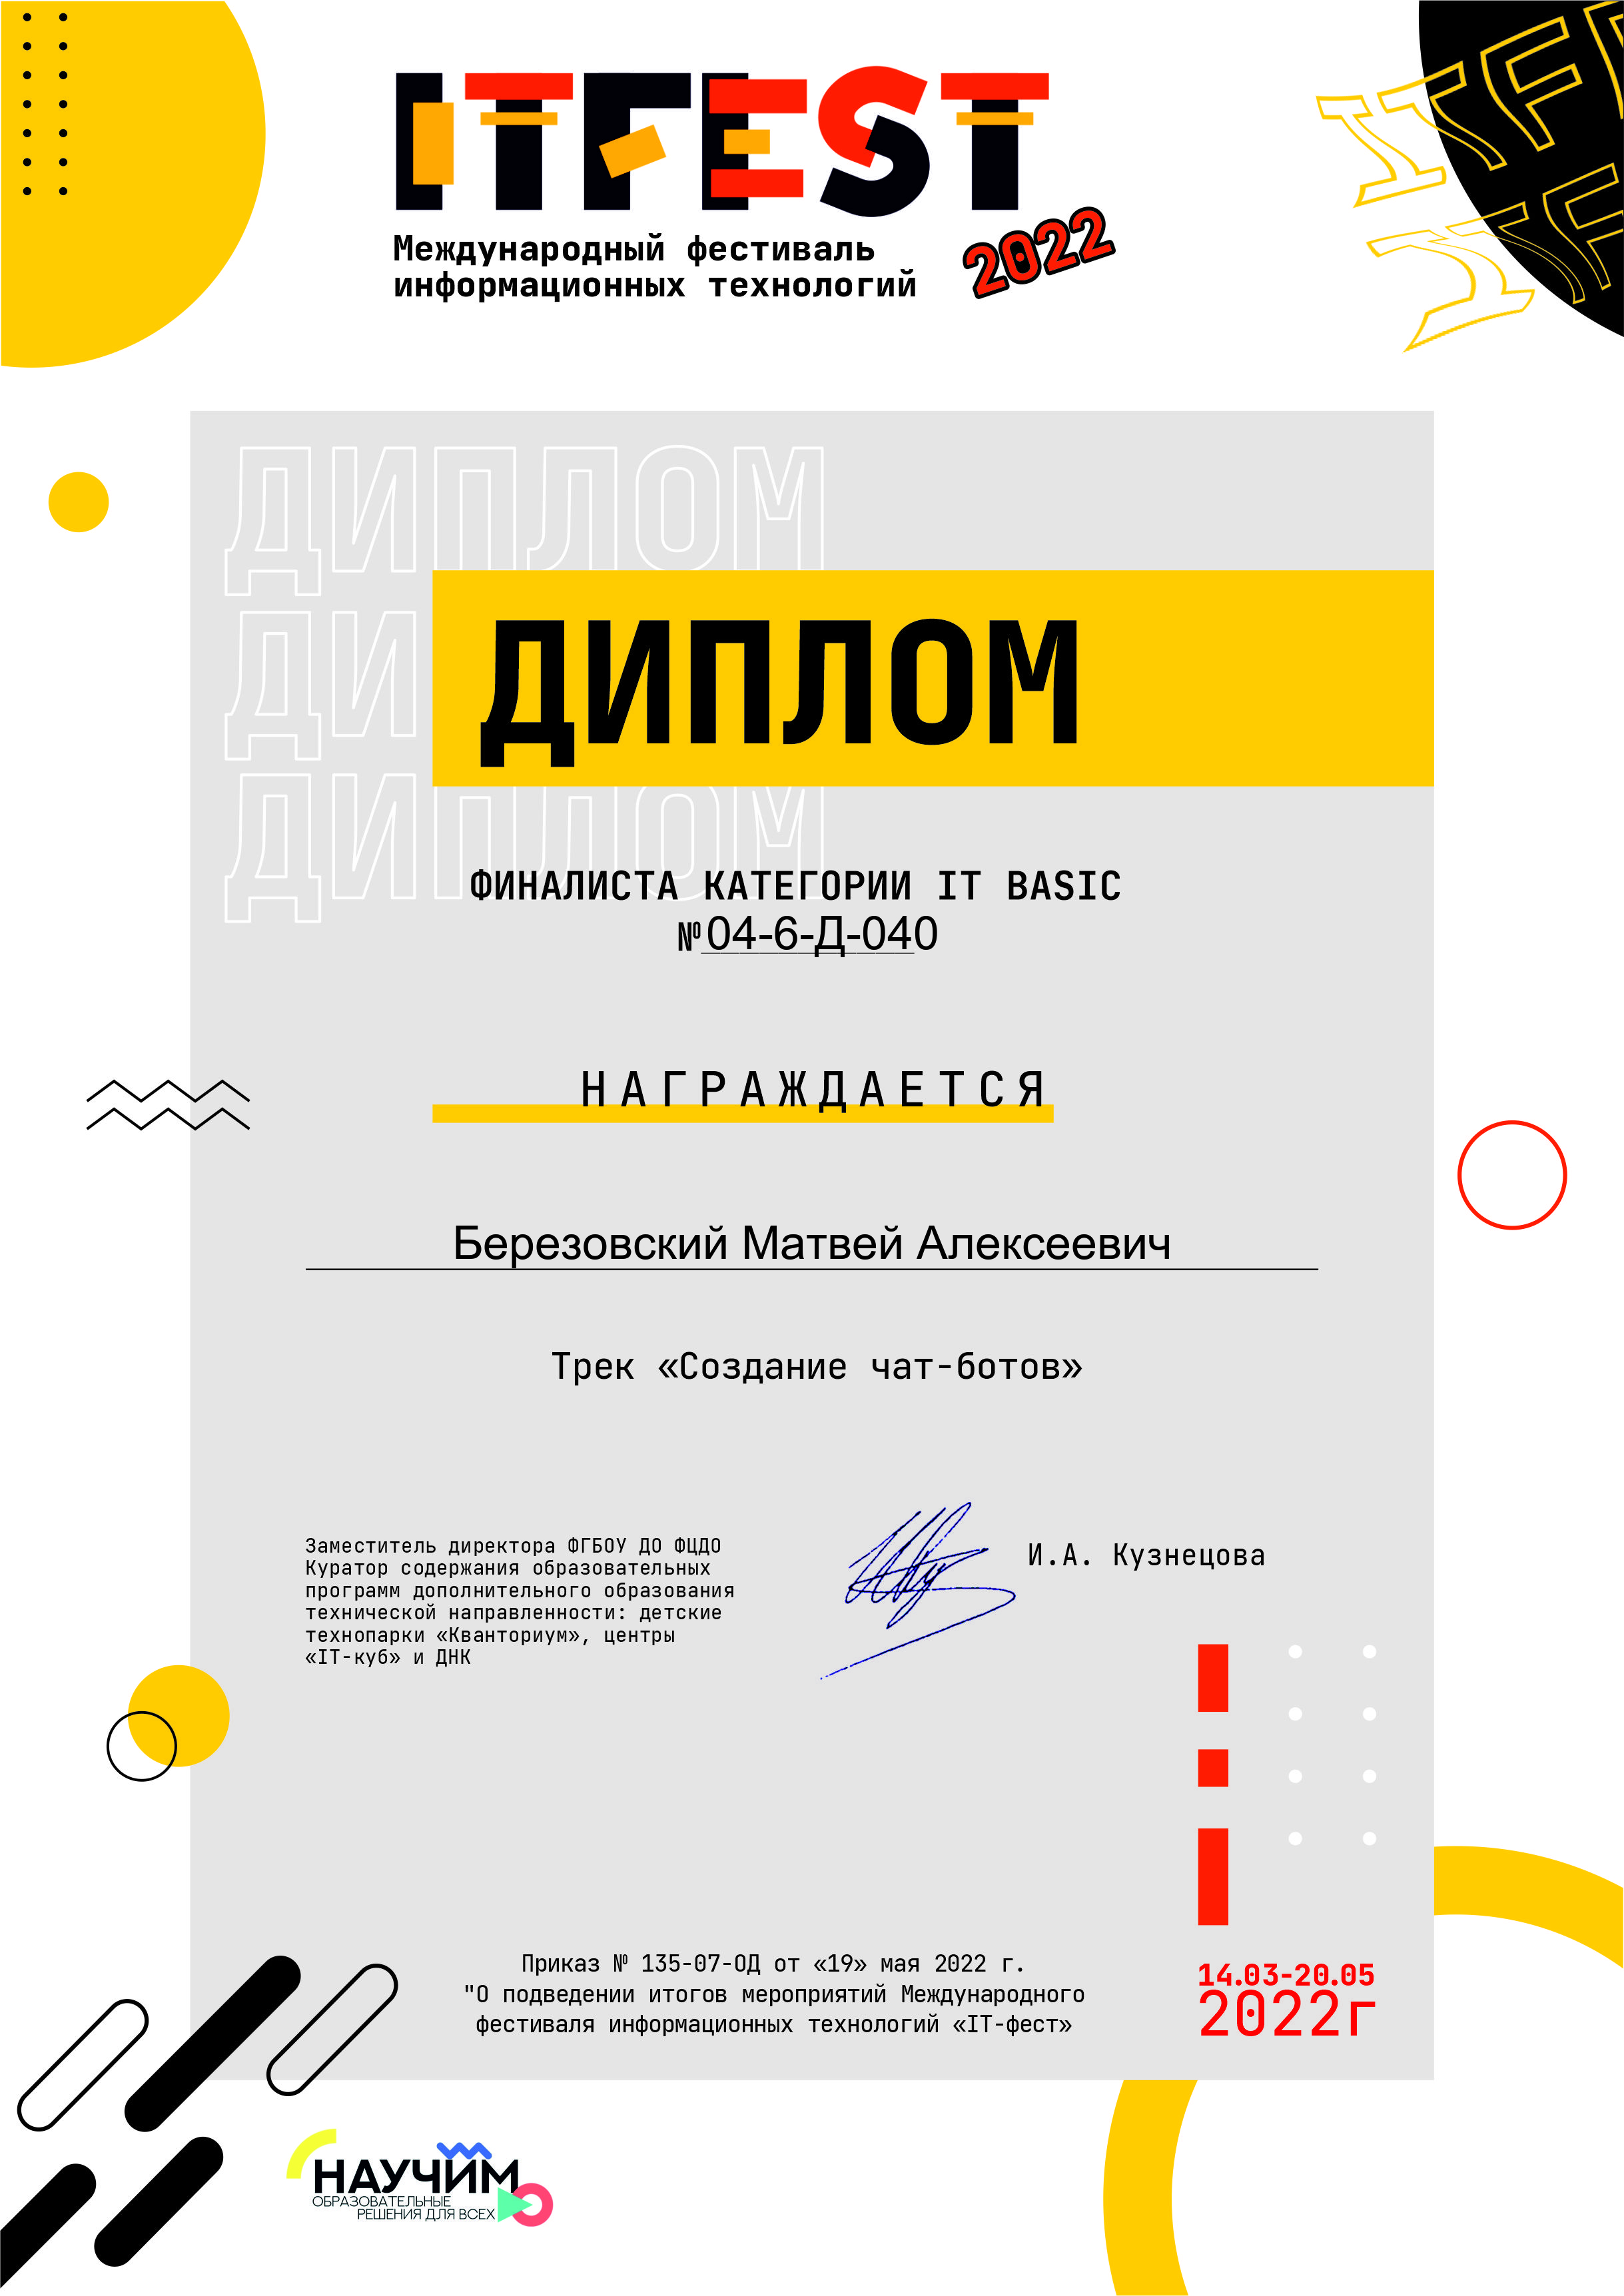 ITFEST
2022
Международный фестиваль
информационных технологий
ДИПЛОМ
ДИПЛОМ
ФИНАЛИСТА КАТЕГОРИИ IT BASIC
№04-6-Д-040
НАГРАЖДАЕТСЯ
Березовский Матвей Алексеевич
Трек «Создание чат-ботов»
Заместитель директора ФГБОУ ДО ФЦДО
Куратор содержания образовательных
программ дополнительного образования
технической направленности: детские
технопарки «Кванториум», центры
«IT-куб» и ДНК
И.А. Кузнецова
Приказ № 135-07-ОД от «19» мая 2022 г.
"О подведении итогов мероприятий Международного
фестиваля информационных технологий «IT-фест»
14.03-20.05
2022г
НАУЧИМ
ОБРАЗОВАТЕЛЬНЫЕ
РЕШЕНИЯ ДЛЯ ВСЕХ